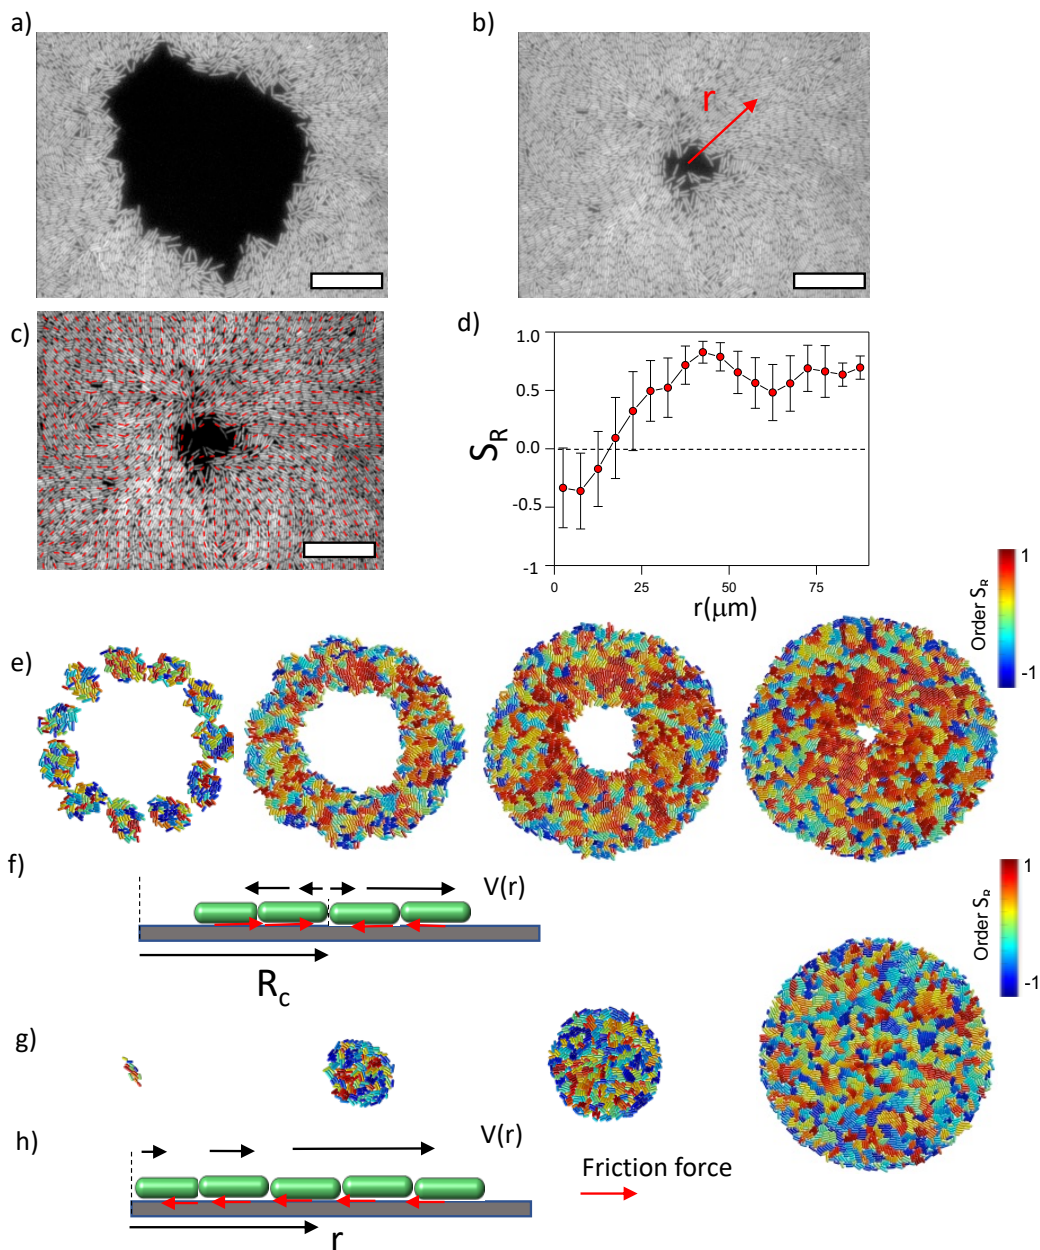 a)
b)
r
c)
d)
1.0
0.5
0.0
-0.5
-1
S_R
0
25
50
75
r(μm)
1
-1
Order S_R
e)
f)
V(r)
R_c
1
-1
Order S_R
g)
h)
V(r)
Friction force
r